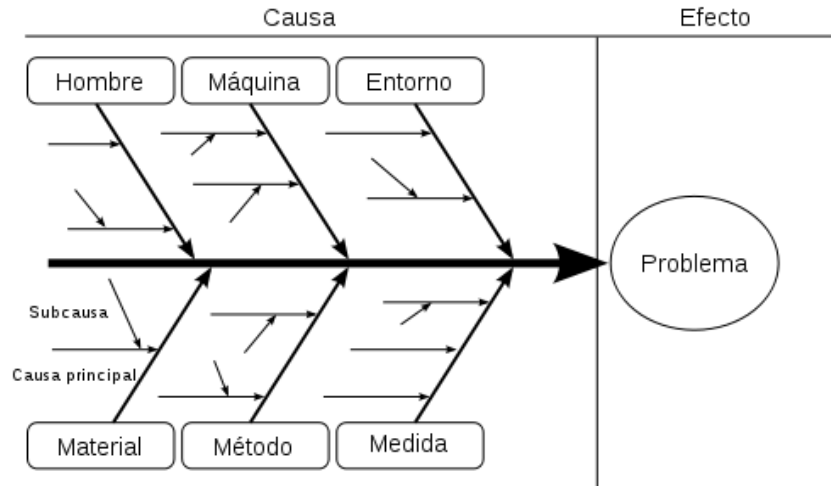 Causa
Efecto
Hombre
Máquina
Entorno
Problema
Subcausa
Causa principal
Material
Método
Medida